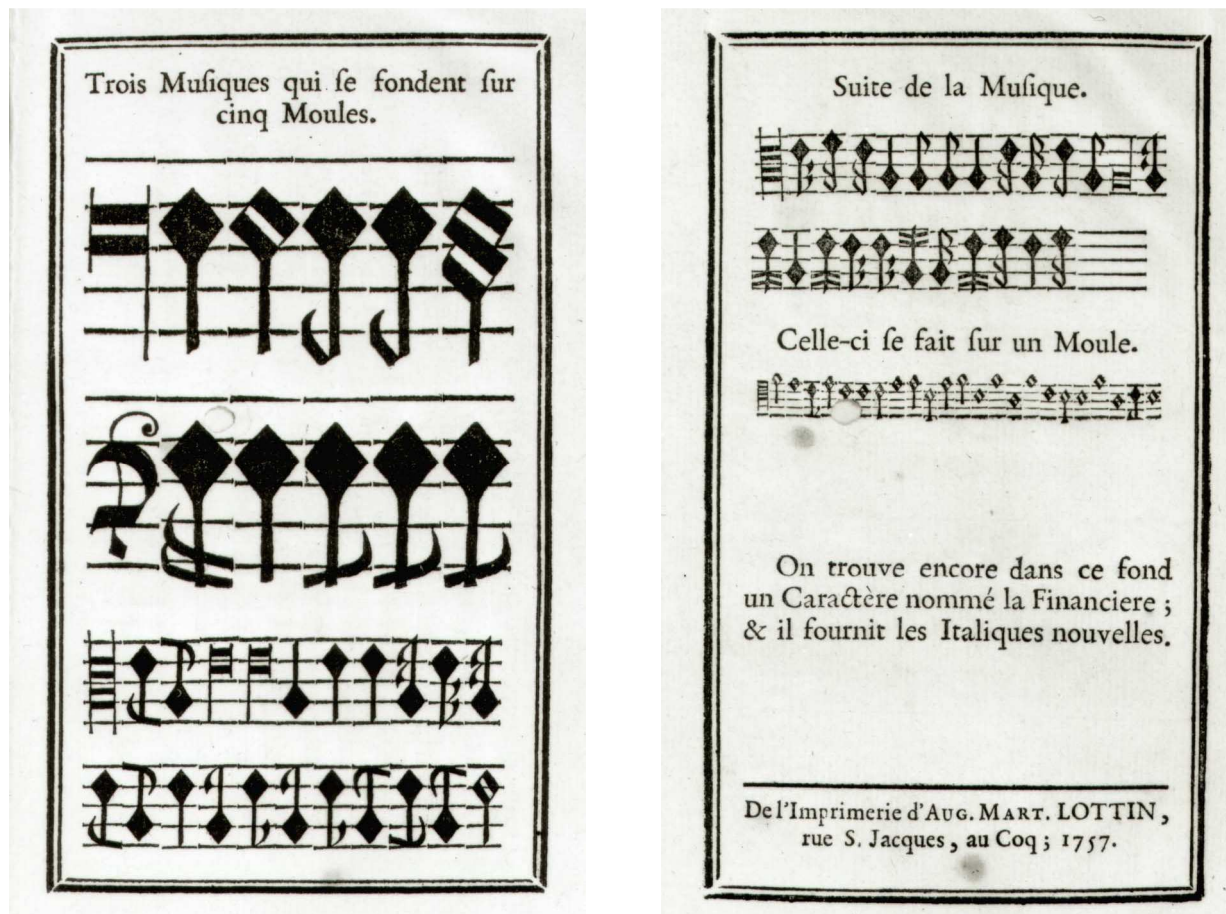 Trois Muſiques qui ſe fondent ſur
cinq Moules.
Suite de la Muſique.
Celle-ci ſe fait ſur un Moule.
On trouve encore dans ce fond
un Caractère nommé la Financiere ;
& il fournit les Italiques nouvelles.
De l'Imprimerie d'AUG. MART. LOTTIN,
rue S. Jacques, au Coq ; 1757.